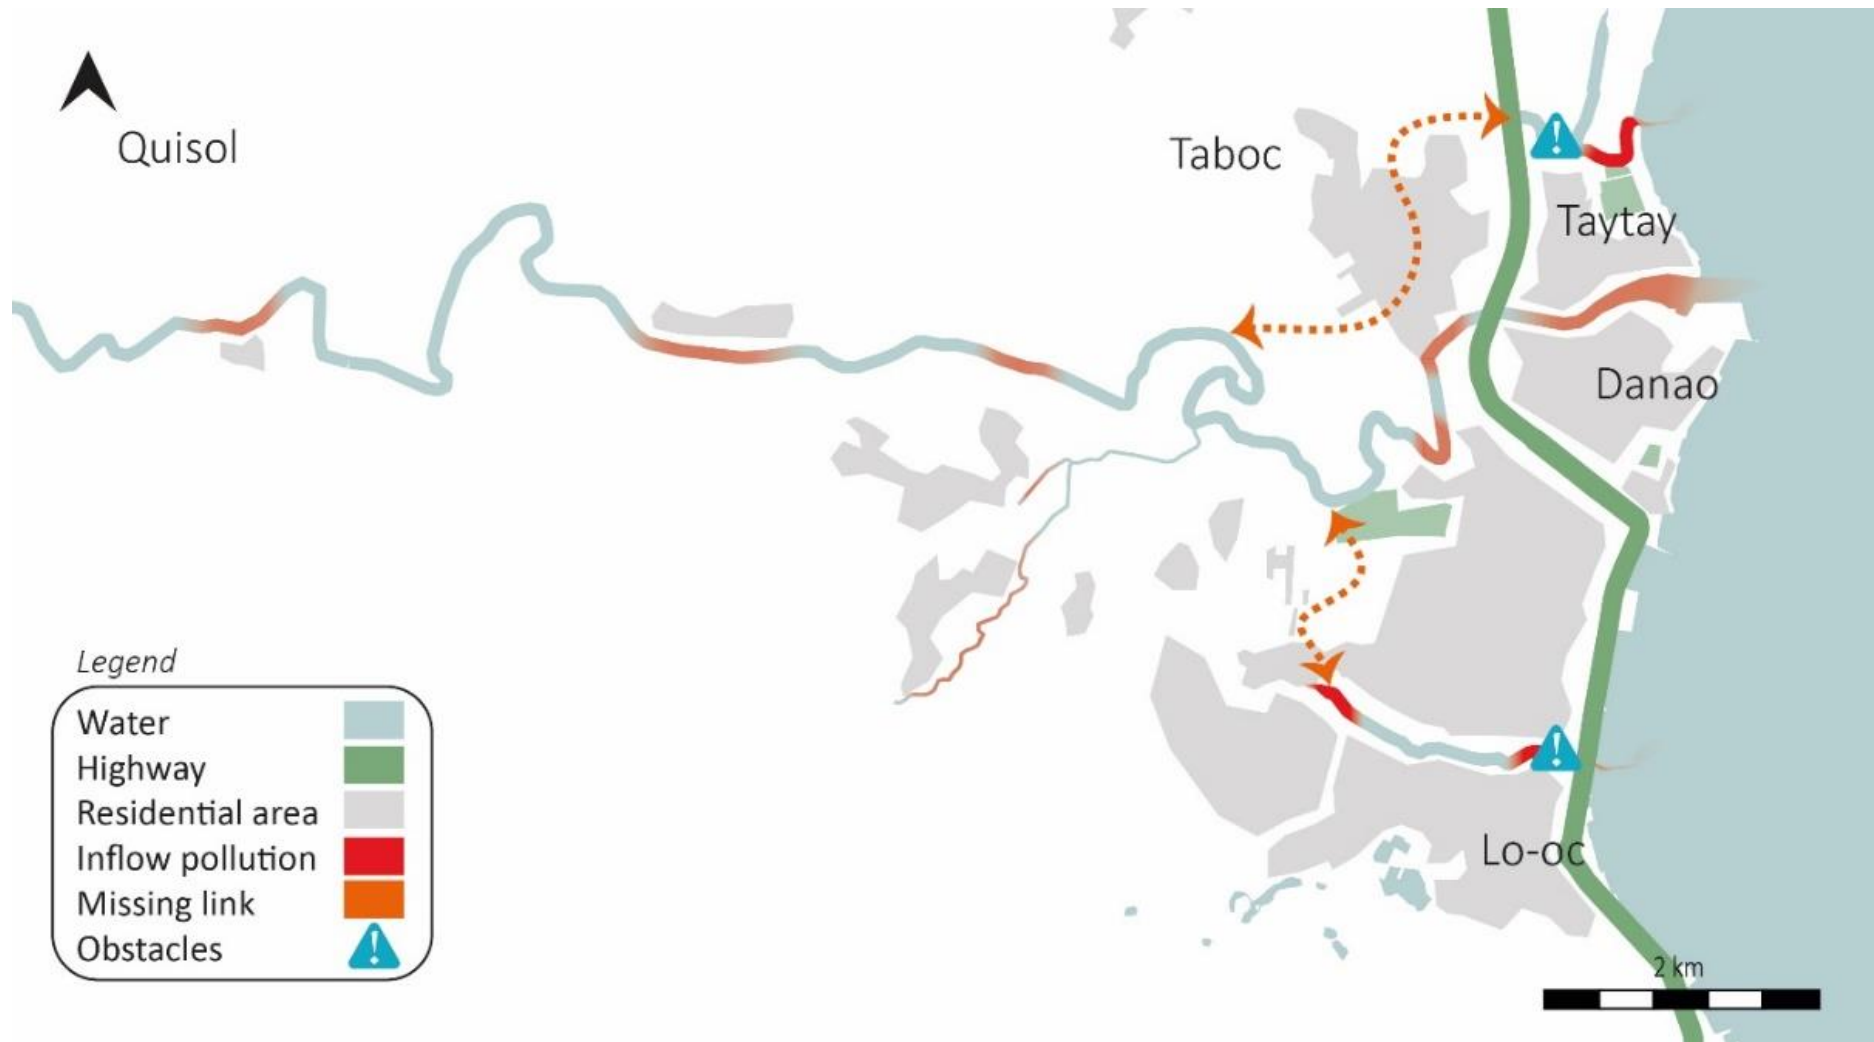 Quisol
Taboc
Taytay
Danao
Lo-oc
Legend
Water
Highway
Residential area
Inflow pollution
Missing link
Obstacles
2 km